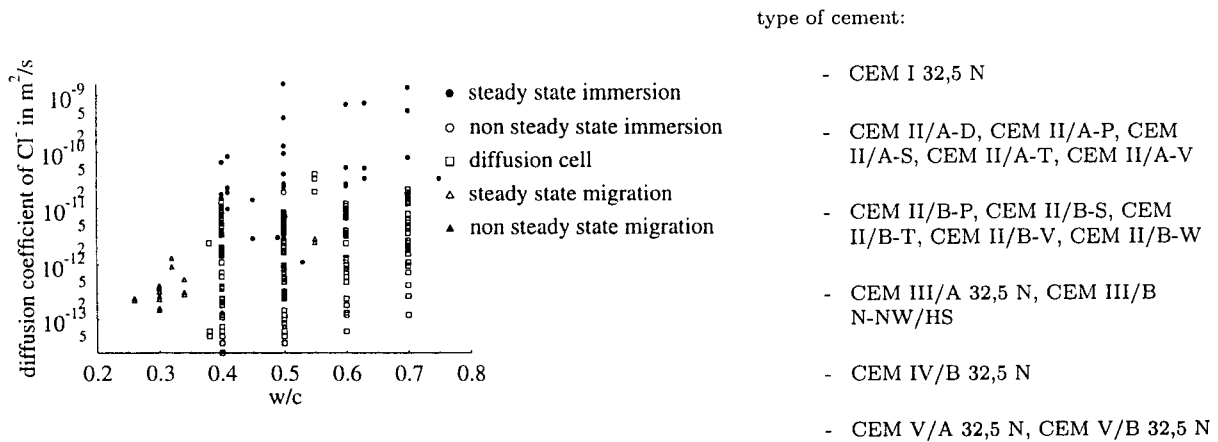 diffusion coefficient of Cl⁻ in m²/s
10⁻⁹
5
2
10⁻¹⁰
5
2
10⁻¹¹
5
2
10⁻¹²
5
2
10⁻¹³
5
0.2 0.3 0.4 0.5 0.6 0.7 0.8
w/c
steady state immersion
non steady state immersion
diffusion cell
steady state migration
non steady state migration
type of cement:
- CEM I 32,5 N
- CEM II/A-D, CEM II/A-P, CEM
II/A-S, CEM II/A-T, CEM II/A-V
- CEM II/B-P, CEM II/B-S, CEM
II/B-T, CEM II/B-V, CEM II/B-W
- CEM III/A 32,5 N, CEM III/B
N-NW/HS
- CEM IV/B 32,5 N
- CEM V/A 32,5 N, CEM V/B 32,5 N